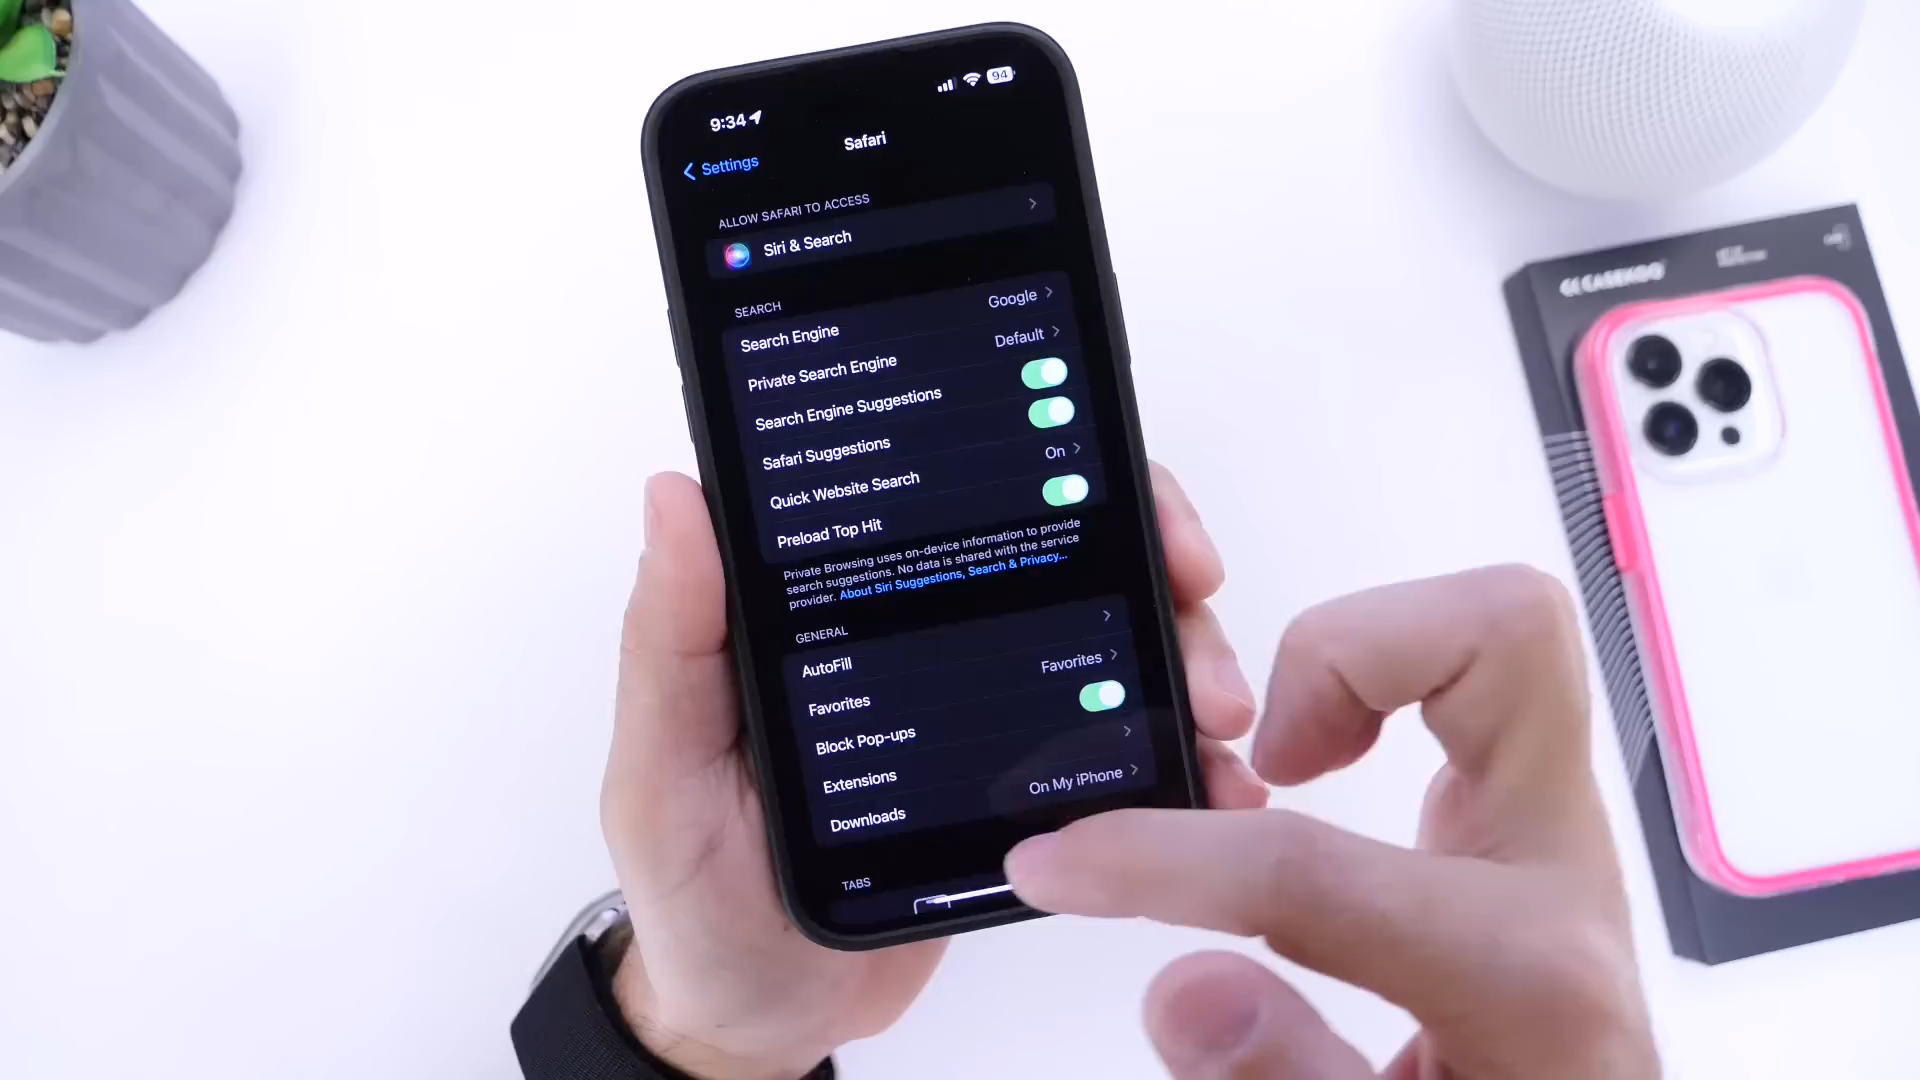 9:34
94
Settings
Safari
ALLOW SAFARI TO ACCESS
Siri & Search
SEARCH
Search Engine Google
Private Search Engine Default
Search Engine Suggestions
Safari Suggestions
Quick Website Search On
Preload Top Hit
Private Browsing uses on-device information to provide
search suggestions. No data is shared with the service
provider. About Siri Suggestions, Search & Privacy...
GENERAL
AutoFill
Favorites Favorites
Block Pop-ups
Extensions
Downloads On My iPhone
TABS
CASEKOO